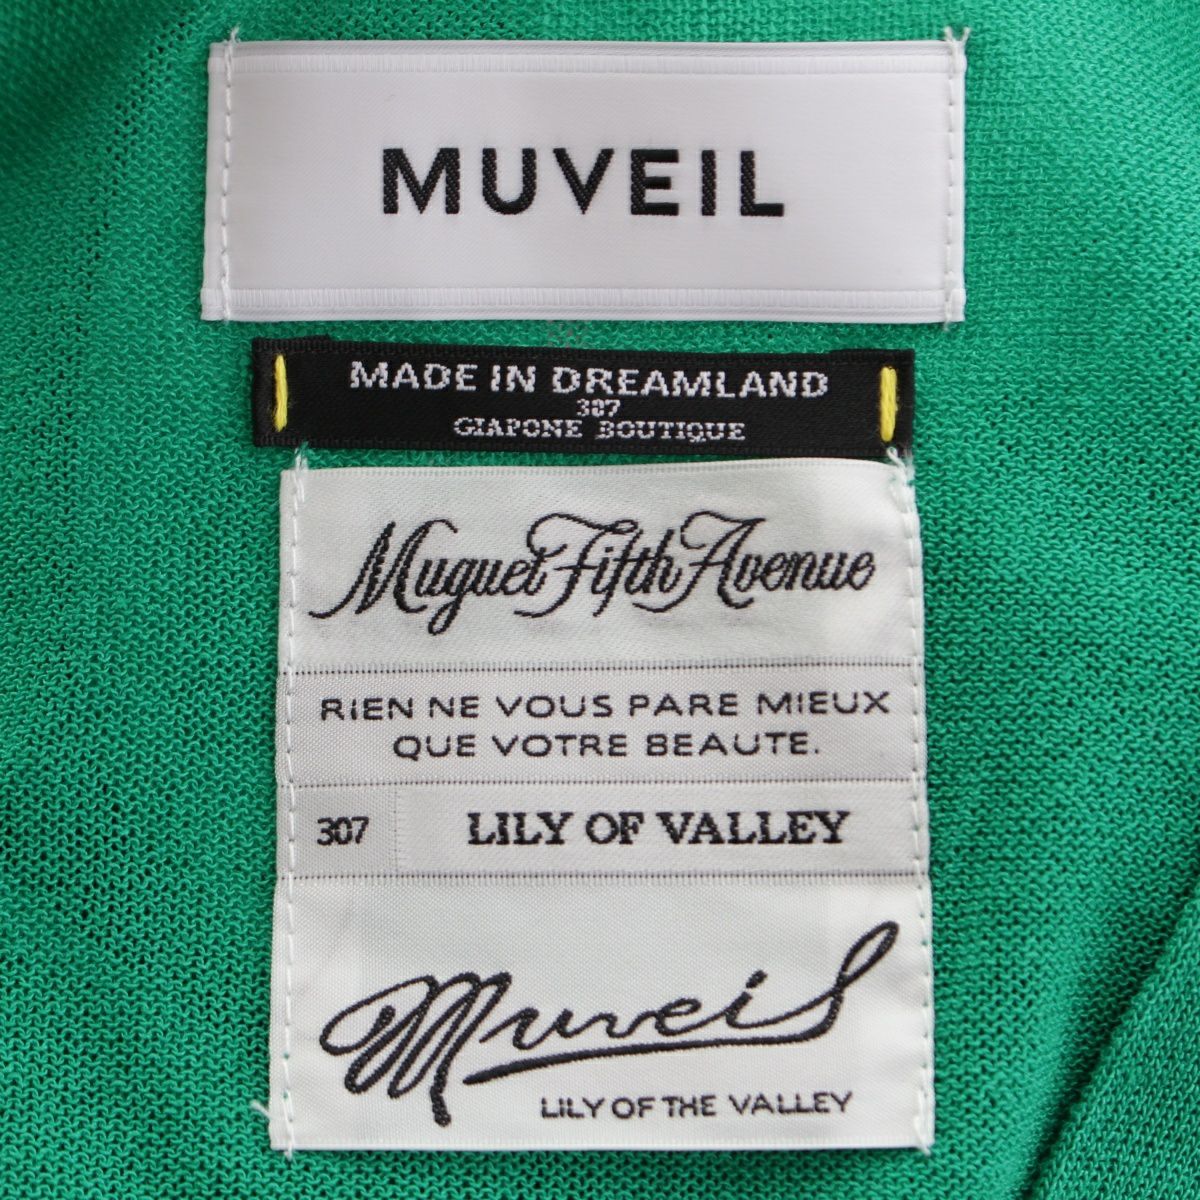 MUVEIL
MADE IN DREAMLAND
307
GIAPONE BOUTIQUE
Muguet Fifth Avenue
RIEN NE VOUS PARE MIEUX
QUE VOTRE BEAUTE.
307 LILY OF VALLEY
Muveil
LILY OF THE VALLEY